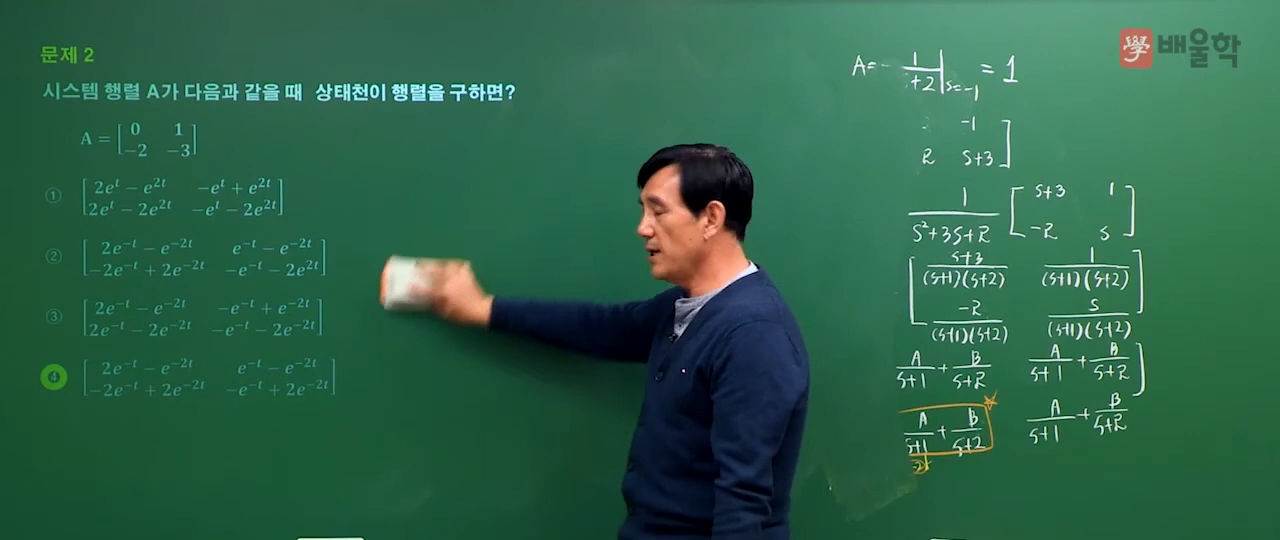 문제 2
學 배울학
시스템 행렬 A가 다음과 같을 때 상태천이 행렬을 구하면?
A = [0 1
-2 -3]
① [2e^t − e^2t −e^t + e^2t
2e^t − 2e^2t −e^t − 2e^2t]
② [2e^−t − e^−2t e^−t − e^−2t
−2e^−t + 2e^−2t −e^−t − 2e^2t]
③ [2e^−t − e^−2t −e^−t + e^−2t
2e^−t − 2e^−2t −e^−t − 2e^−2t]
④ [2e^−t − e^−2t e^−t − e^−2t
−2e^−t + 2e^−2t −e^−t + 2e^−2t]
A= 1/+2 | s=-1 = 1
-1
2 s+3 ]
1/(s²+3s+2) [s+3 1
-2 s]
[(s+3)/((s+1)(s+2)) 1/((s+1)(s+2))
-2/((s+1)(s+2)) s/((s+1)(s+2))
A/(s+1) + B/(s+2) A/(s+1) + B/(s+2) ]
A/(s+1) + B/(s+2) A/(s+1) + B/(s+2)